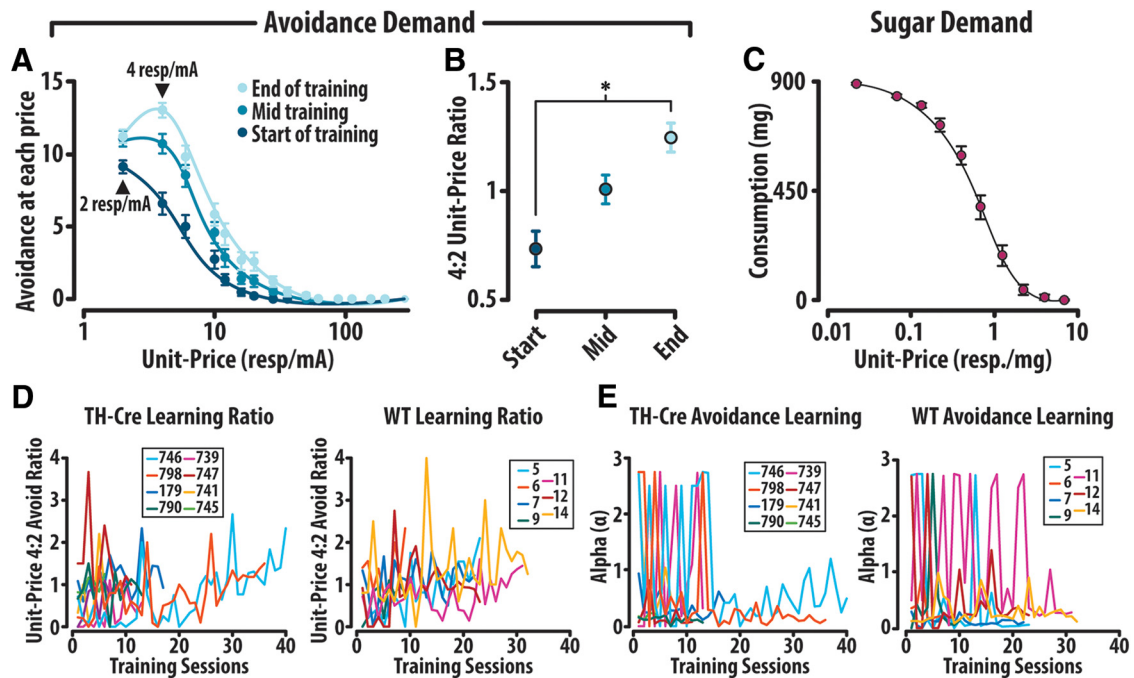 Avoidance Demand
Sugar Demand
A
Avoidance at each price
15
10
5
0
1
10
100
Unit-Price (resp/mA)
4 resp/mA
2 resp/mA
End of training
Mid training
Start of training
B
4:2 Unit-Price Ratio
1.5
1
0.5
*
Start
Mid
End
C
Consumption (mg)
900
450
0
0.01
0.1
1
10
Unit-Price (resp./mg)
D
TH-Cre Learning Ratio
Unit-Price 4:2 Avoid Ratio
4
3
2
1
0
746 739
798 747
179 741
790 745
0 10 20 30 40
Training Sessions
WT Learning Ratio
4
3
2
1
0
5
6 11
7 12
9 14
0 10 20 30 40
Training Sessions
E
TH-Cre Avoidance Learning
Alpha (α)
3
2
1
0
746 739
798 747
179 741
790 745
0 10 20 30 40
Training Sessions
WT Avoidance Learning
Alpha (α)
3
2
1
0
5
6 11
7 12
9 14
0 10 20 30 40
Training Sessions